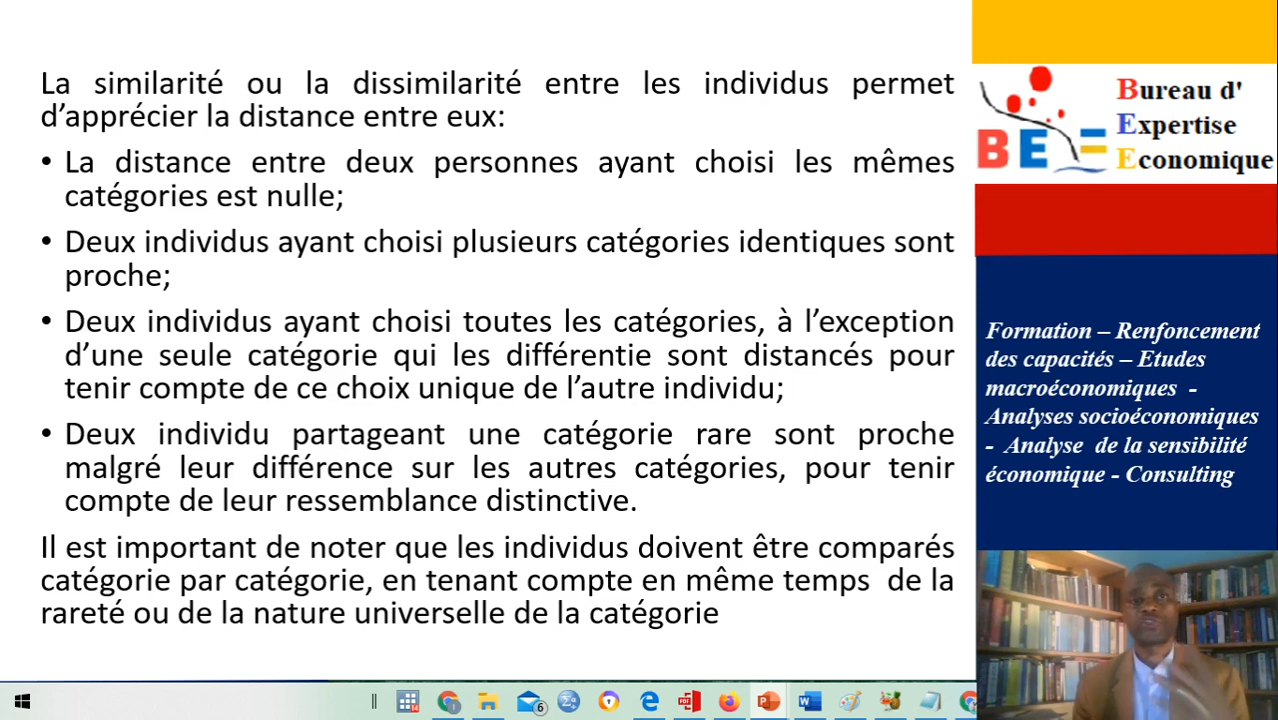 La similarité ou la dissimilarité entre les individus permet
d’apprécier la distance entre eux:
• La distance entre deux personnes ayant choisi les mêmes
catégories est nulle;
• Deux individus ayant choisi plusieurs catégories identiques sont
proche;
• Deux individus ayant choisi toutes les catégories, à l’exception
d’une seule catégorie qui les différentie sont distancés pour
tenir compte de ce choix unique de l’autre individu;
• Deux individu partageant une catégorie rare sont proche
malgré leur différence sur les autres catégories, pour tenir
compte de leur ressemblance distinctive.
Il est important de noter que les individus doivent être comparés
catégorie par catégorie, en tenant compte en même temps de la
rareté ou de la nature universelle de la catégorie
BE
Bureau d'
Expertise
Economique
Formation – Renfoncement
des capacités – Etudes
macroéconomiques -
Analyses socioéconomiques
- Analyse de la sensibilité
économique - Consulting
6